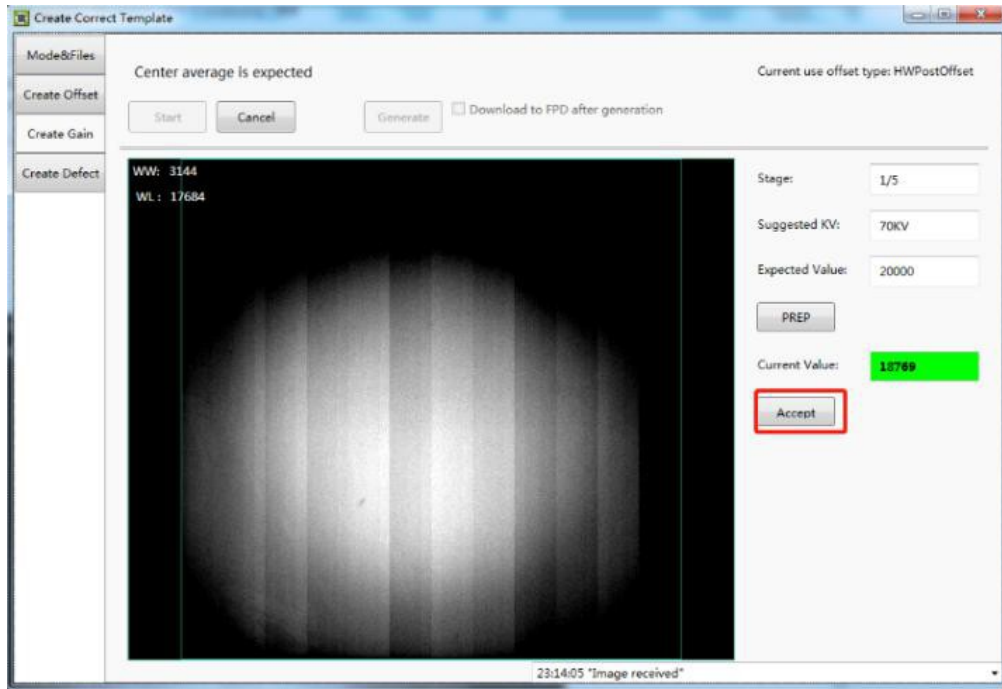 Create Correct Template
Mode&Files
Create Offset
Create Gain
Create Defect
Center average is expected
Current use offset type: HWPostOffset
Start
Cancel
Generate
Download to FPD after generation
WW: 3144
WL: 17684
Stage:
1/5
Suggested KV:
70KV
Expected Value:
20000
PREP
Current Value:
18769
Accept
23:14:05 "Image received"